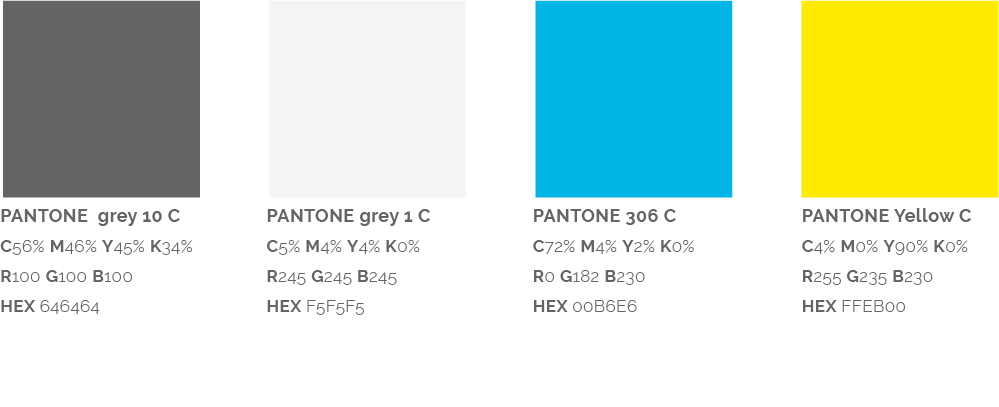 PANTONE  grey 10 C
C56% M46% Y45% K34%
R100 G100 B100
HEX 646464
PANTONE grey 1 C
C5% M4% Y4% K0%
R245 G245 B245
HEX F5F5F5
PANTONE 306 C
C72% M4% Y2% K0%
R0 G182 B230
HEX 00B6E6
PANTONE Yellow C
C4% M0% Y90% K0%
R255 G235 B230
HEX FFEB00